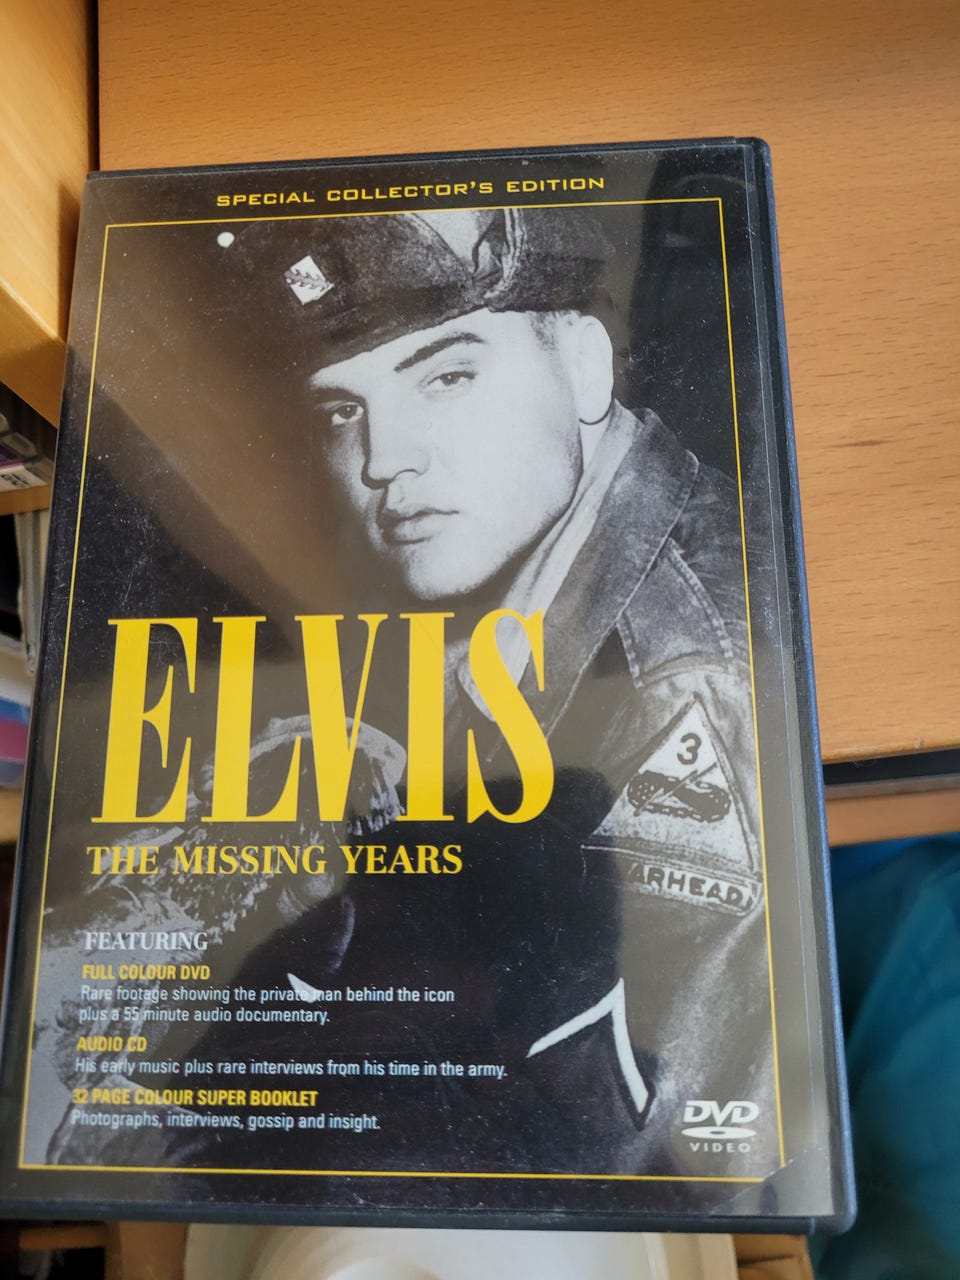 SPECIAL COLLECTOR'S EDITION
ELVIS
THE MISSING YEARS
3
ARHEAD
FEATURING
FULL COLOUR DVD
Rare footage showing the private man behind the icon
plus a 55 minute audio documentary.
AUDIO CD
His early music plus rare interviews from his time in the army.
32 PAGE COLOUR SUPER BOOKLET
Photographs, interviews, gossip and insight.
DVD
VIDEO